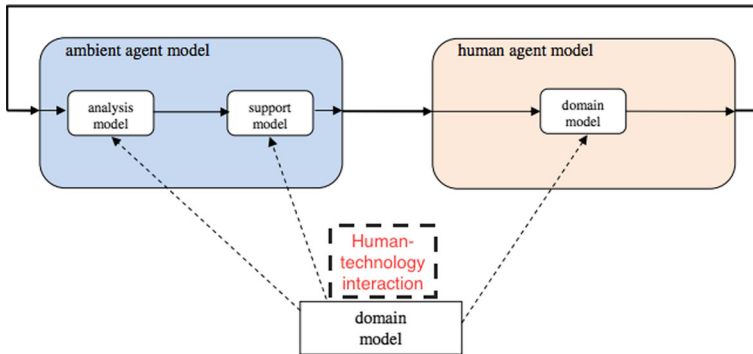 ambient agent model
human agent model
analysis
model
support
model
domain
model
Human-
technology
interaction
domain
model